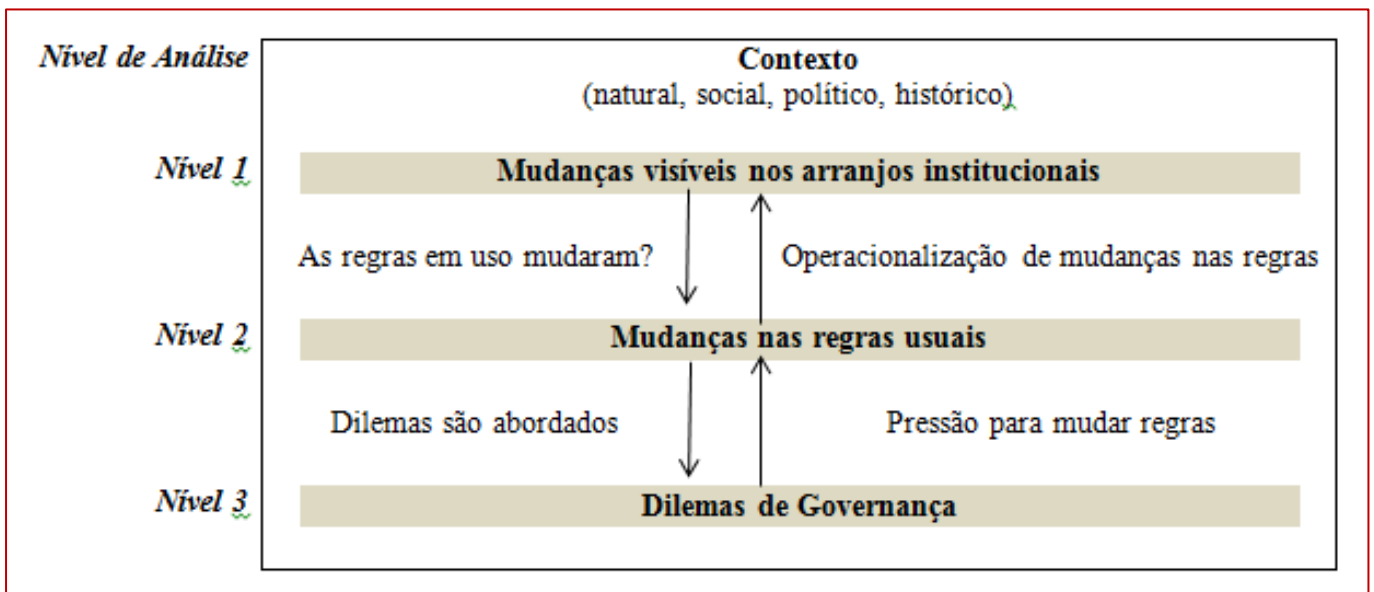 Nível de Análise
Contexto
(natural, social, político, histórico)
Nível 1
Mudanças visíveis nos arranjos institucionais
As regras em uso mudaram?
Operacionalização de mudanças nas regras
Nível 2
Mudanças nas regras usuais
Dilemas são abordados
Pressão para mudar regras
Nível 3
Dilemas de Governança